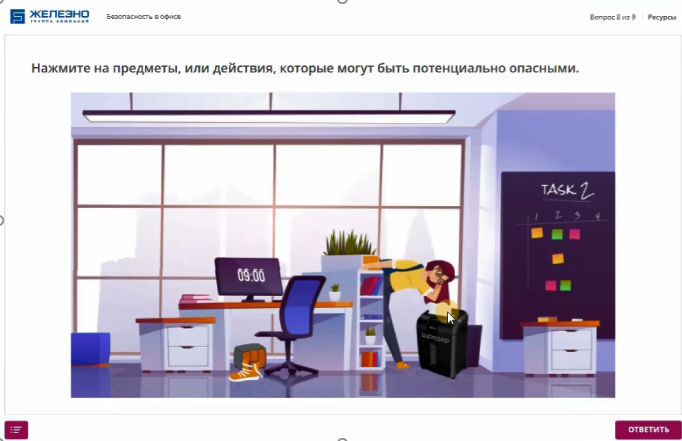 ЖЕЛЕЗНО
ГРУППА КОМПАНИЙ
Безопасность в офисе
Вопрос 8 из 9
Ресурсы
Нажмите на предметы, или действия, которые могут быть потенциально опасными.
TASK 2
1 2 3 4
09:00
шредер
ОТВЕТИТЬ